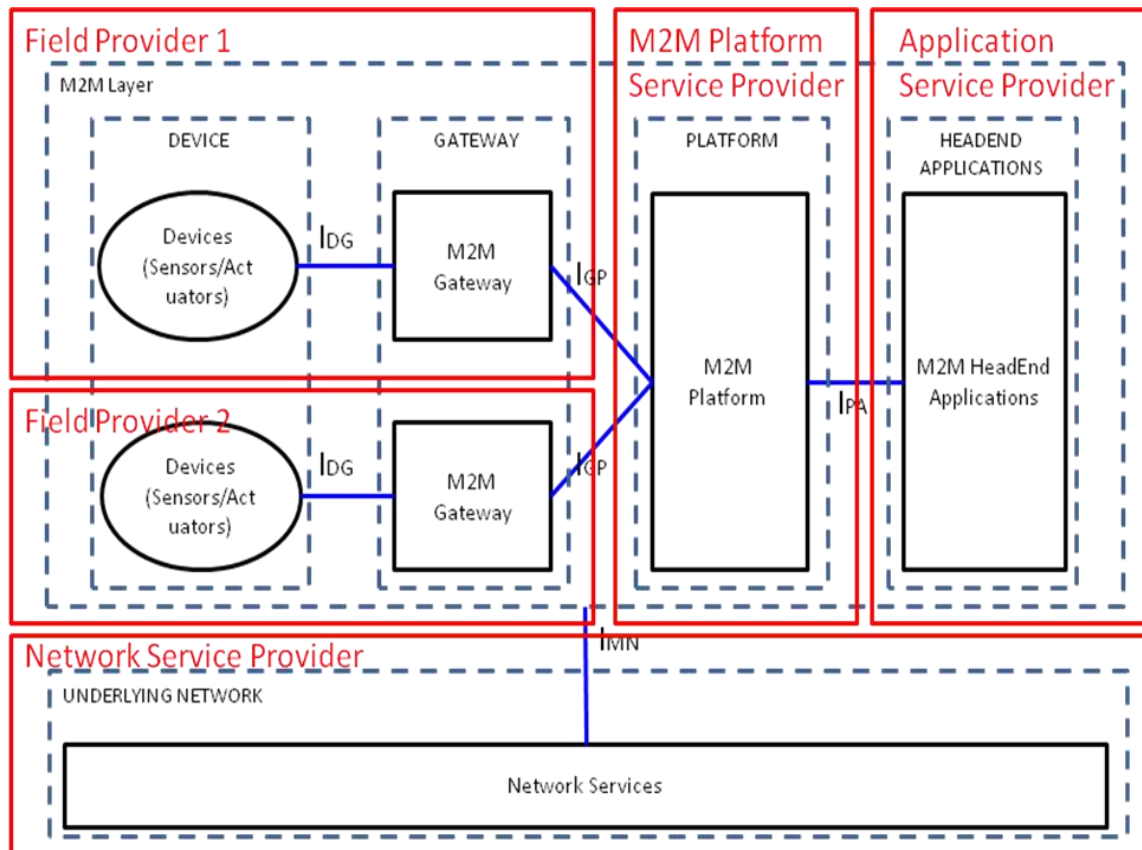 Field Provider 1
M2M Platform
Service Provider
Application
Service Provider
M2M Layer
DEVICE
GATEWAY
PLATFORM
HEADEND
APPLICATIONS
Devices
(Sensors/Act
uators)
IDG
M2M
Gateway
IGP
M2M
Platform
IPA
M2M HeadEnd
Applications
Field Provider 2
Devices
(Sensors/Act
uators)
IDG
M2M
Gateway
IGP
IMN
Network Service Provider
UNDERLYING NETWORK
Network Services